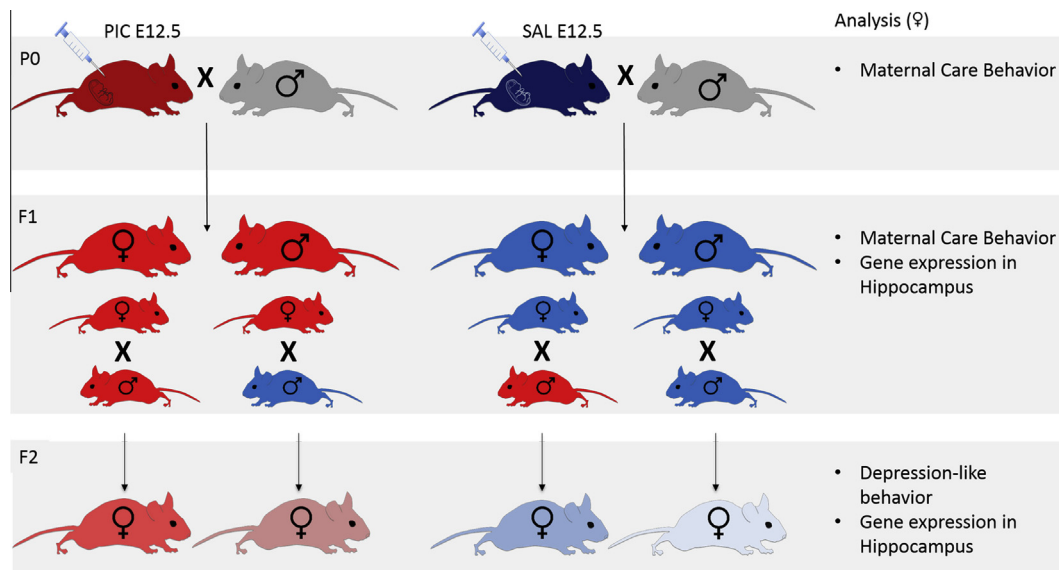 PIC E12.5
SAL E12.5
Analysis (♀)
P0
X
♂
X
♂
• Maternal Care Behavior
F1
♀
♂
♀
♂
• Maternal Care Behavior
• Gene expression in
Hippocampus
♀
♀
♀
♀
X
X
X
X
♂
♂
♂
♂
F2
♀
♀
♀
♀
• Depression-like
behavior
• Gene expression in
Hippocampus